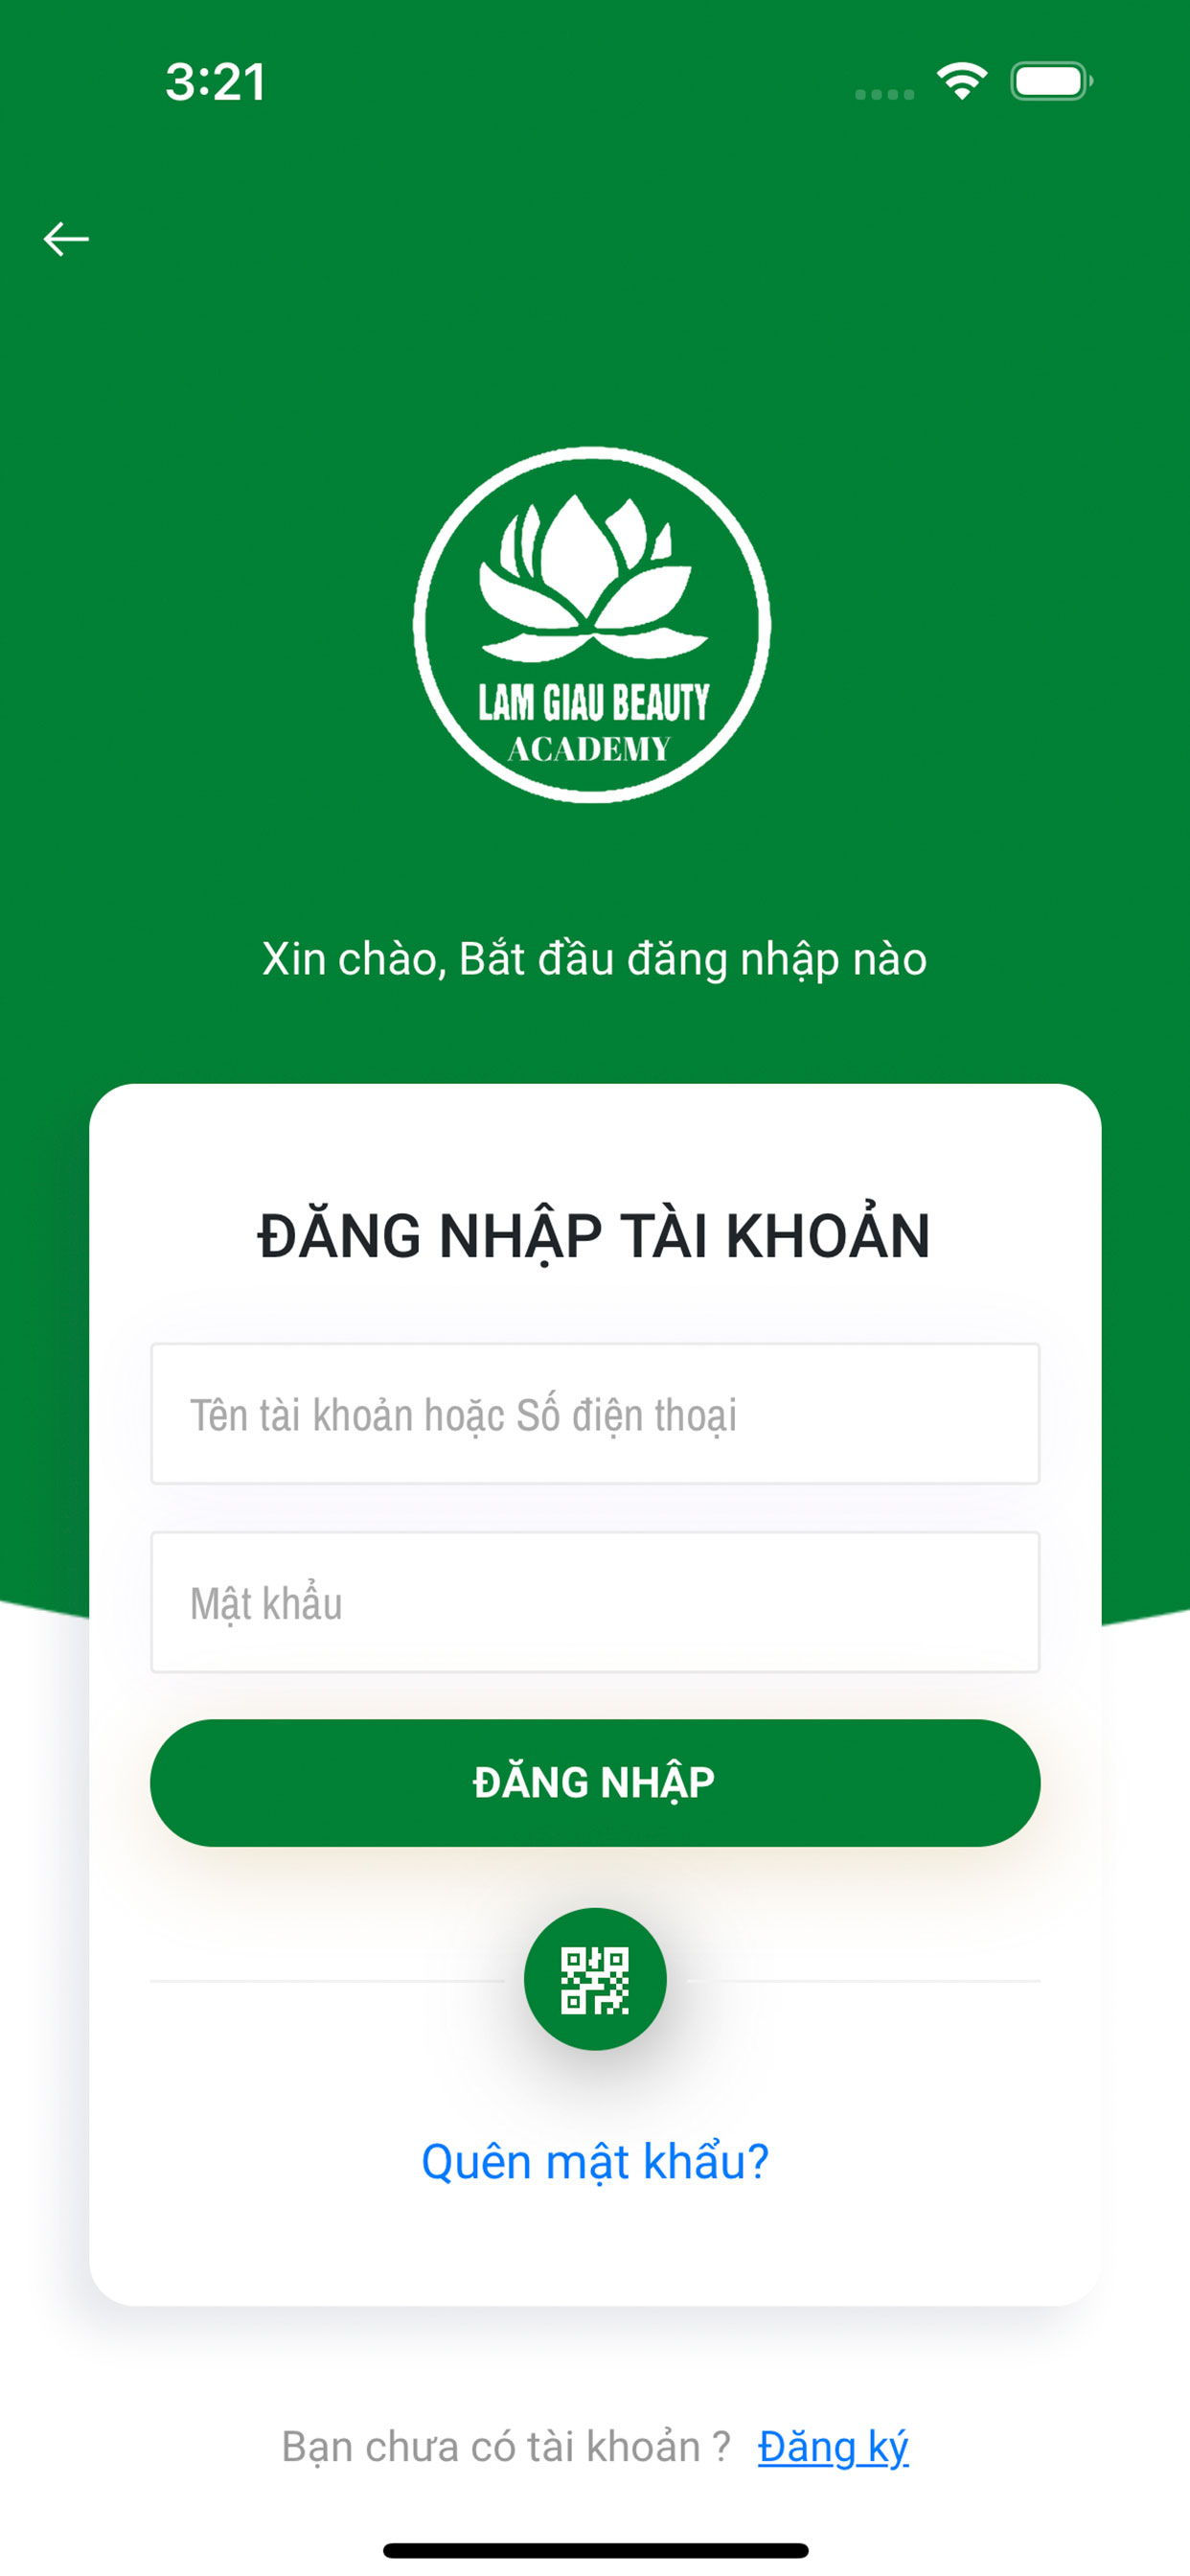 3:21
LAM GIAU BEAUTY
ACADEMY
Xin chào, Bắt đầu đăng nhập nào
ĐĂNG NHẬP TÀI KHOẢN
Tên tài khoản hoặc Số điện thoại
Mật khẩu
ĐĂNG NHẬP
Quên mật khẩu?
Bạn chưa có tài khoản ? Đăng ký